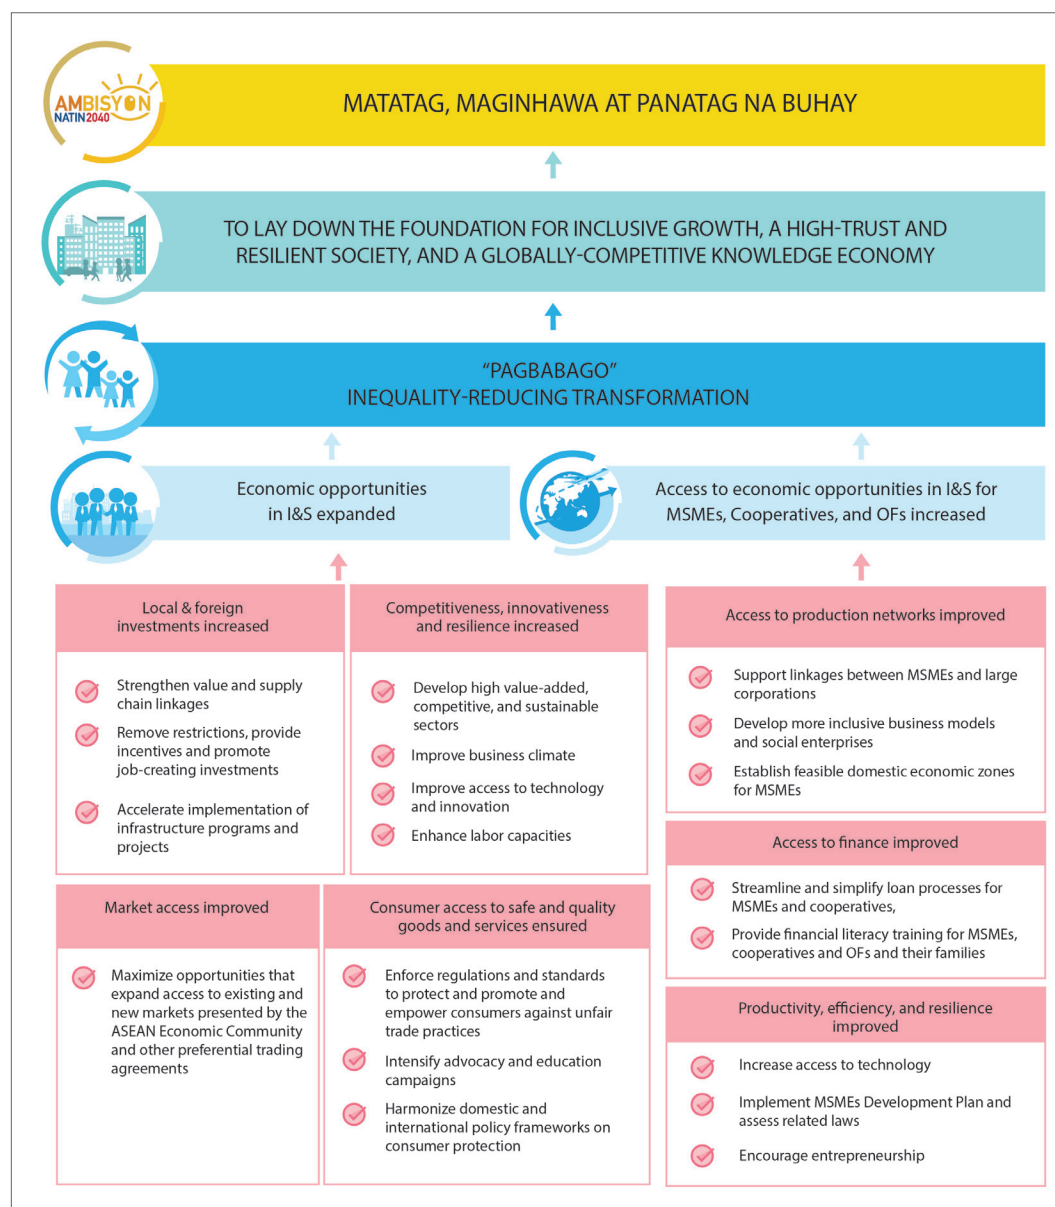 AMBISYON
NATIN 2040
MATATAG, MAGINHAWA AT PANATAG NA BUHAY
TO LAY DOWN THE FOUNDATION FOR INCLUSIVE GROWTH, A HIGH-TRUST AND
RESILIENT SOCIETY, AND A GLOBALLY-COMPETITIVE KNOWLEDGE ECONOMY
“PAGBABAGO”
INEQUALITY-REDUCING TRANSFORMATION
Economic opportunities
in I&S expanded
Access to economic opportunities in I&S for
MSMEs, Cooperatives, and OFs increased
Local & foreign
investments increased
Strengthen value and supply
chain linkages
Remove restrictions, provide
incentives and promote
job-creating investments
Accelerate implementation of
infrastructure programs and
projects
Competitiveness, innovativeness
and resilience increased
Develop high value-added,
competitive, and sustainable
sectors
Improve business climate
Improve access to technology
and innovation
Enhance labor capacities
Access to production networks improved
Support linkages between MSMEs and large
corporations
Develop more inclusive business models
and social enterprises
Establish feasible domestic economic zones
for MSMEs
Access to finance improved
Streamline and simplify loan processes for
MSMEs and cooperatives,
Provide financial literacy training for MSMEs,
cooperatives and OFs and their families
Market access improved
Maximize opportunities that
expand access to existing and
new markets presented by the
ASEAN Economic Community
and other preferential trading
agreements
Consumer access to safe and quality
goods and services ensured
Enforce regulations and standards
to protect and promote and
empower consumers against unfair
trade practices
Intensify advocacy and education
campaigns
Harmonize domestic and
international policy frameworks on
consumer protection
Productivity, efficiency, and resilience
improved
Increase access to technology
Implement MSMEs Development Plan and
assess related laws
Encourage entrepreneurship